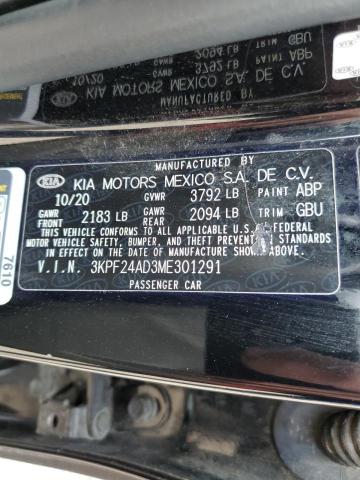 MANUFACTURED BY
KIA KIA MOTORS MEXICO S.A. DE C.V.
10/20 GVWR 3792 LB PAINT ABP
GAWR FRONT 2183 LB GAWR REAR 2094 LB TRIM GBU
THIS VEHICLE CONFORMS TO ALL APPLICABLE U.S. FEDERAL
MOTOR VEHICLE SAFETY, BUMPER, AND THEFT PREVENTION STANDARDS
IN EFFECT ON THE DATE OF MANUFACTURE SHOWN ABOVE.
V.I.N. 3KPF24AD3ME301291
PASSENGER CAR
7610